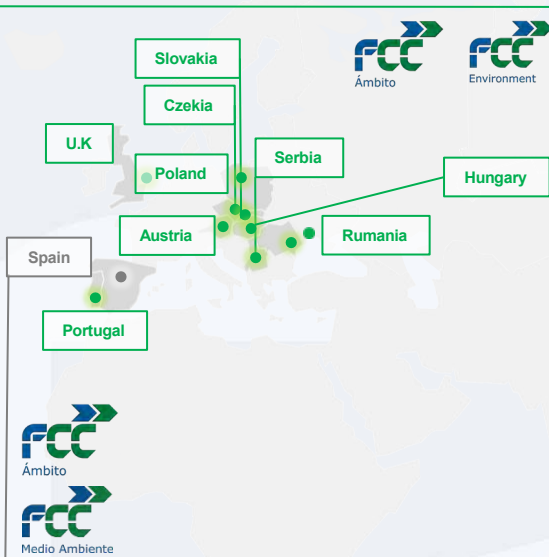 FCC
Ámbito
FCC
Environment
Slovakia
Czekia
U.K
Poland
Serbia
Hungary
Austria
Rumania
Spain
Portugal
FCC
Ámbito
FCC
Medio Ambiente